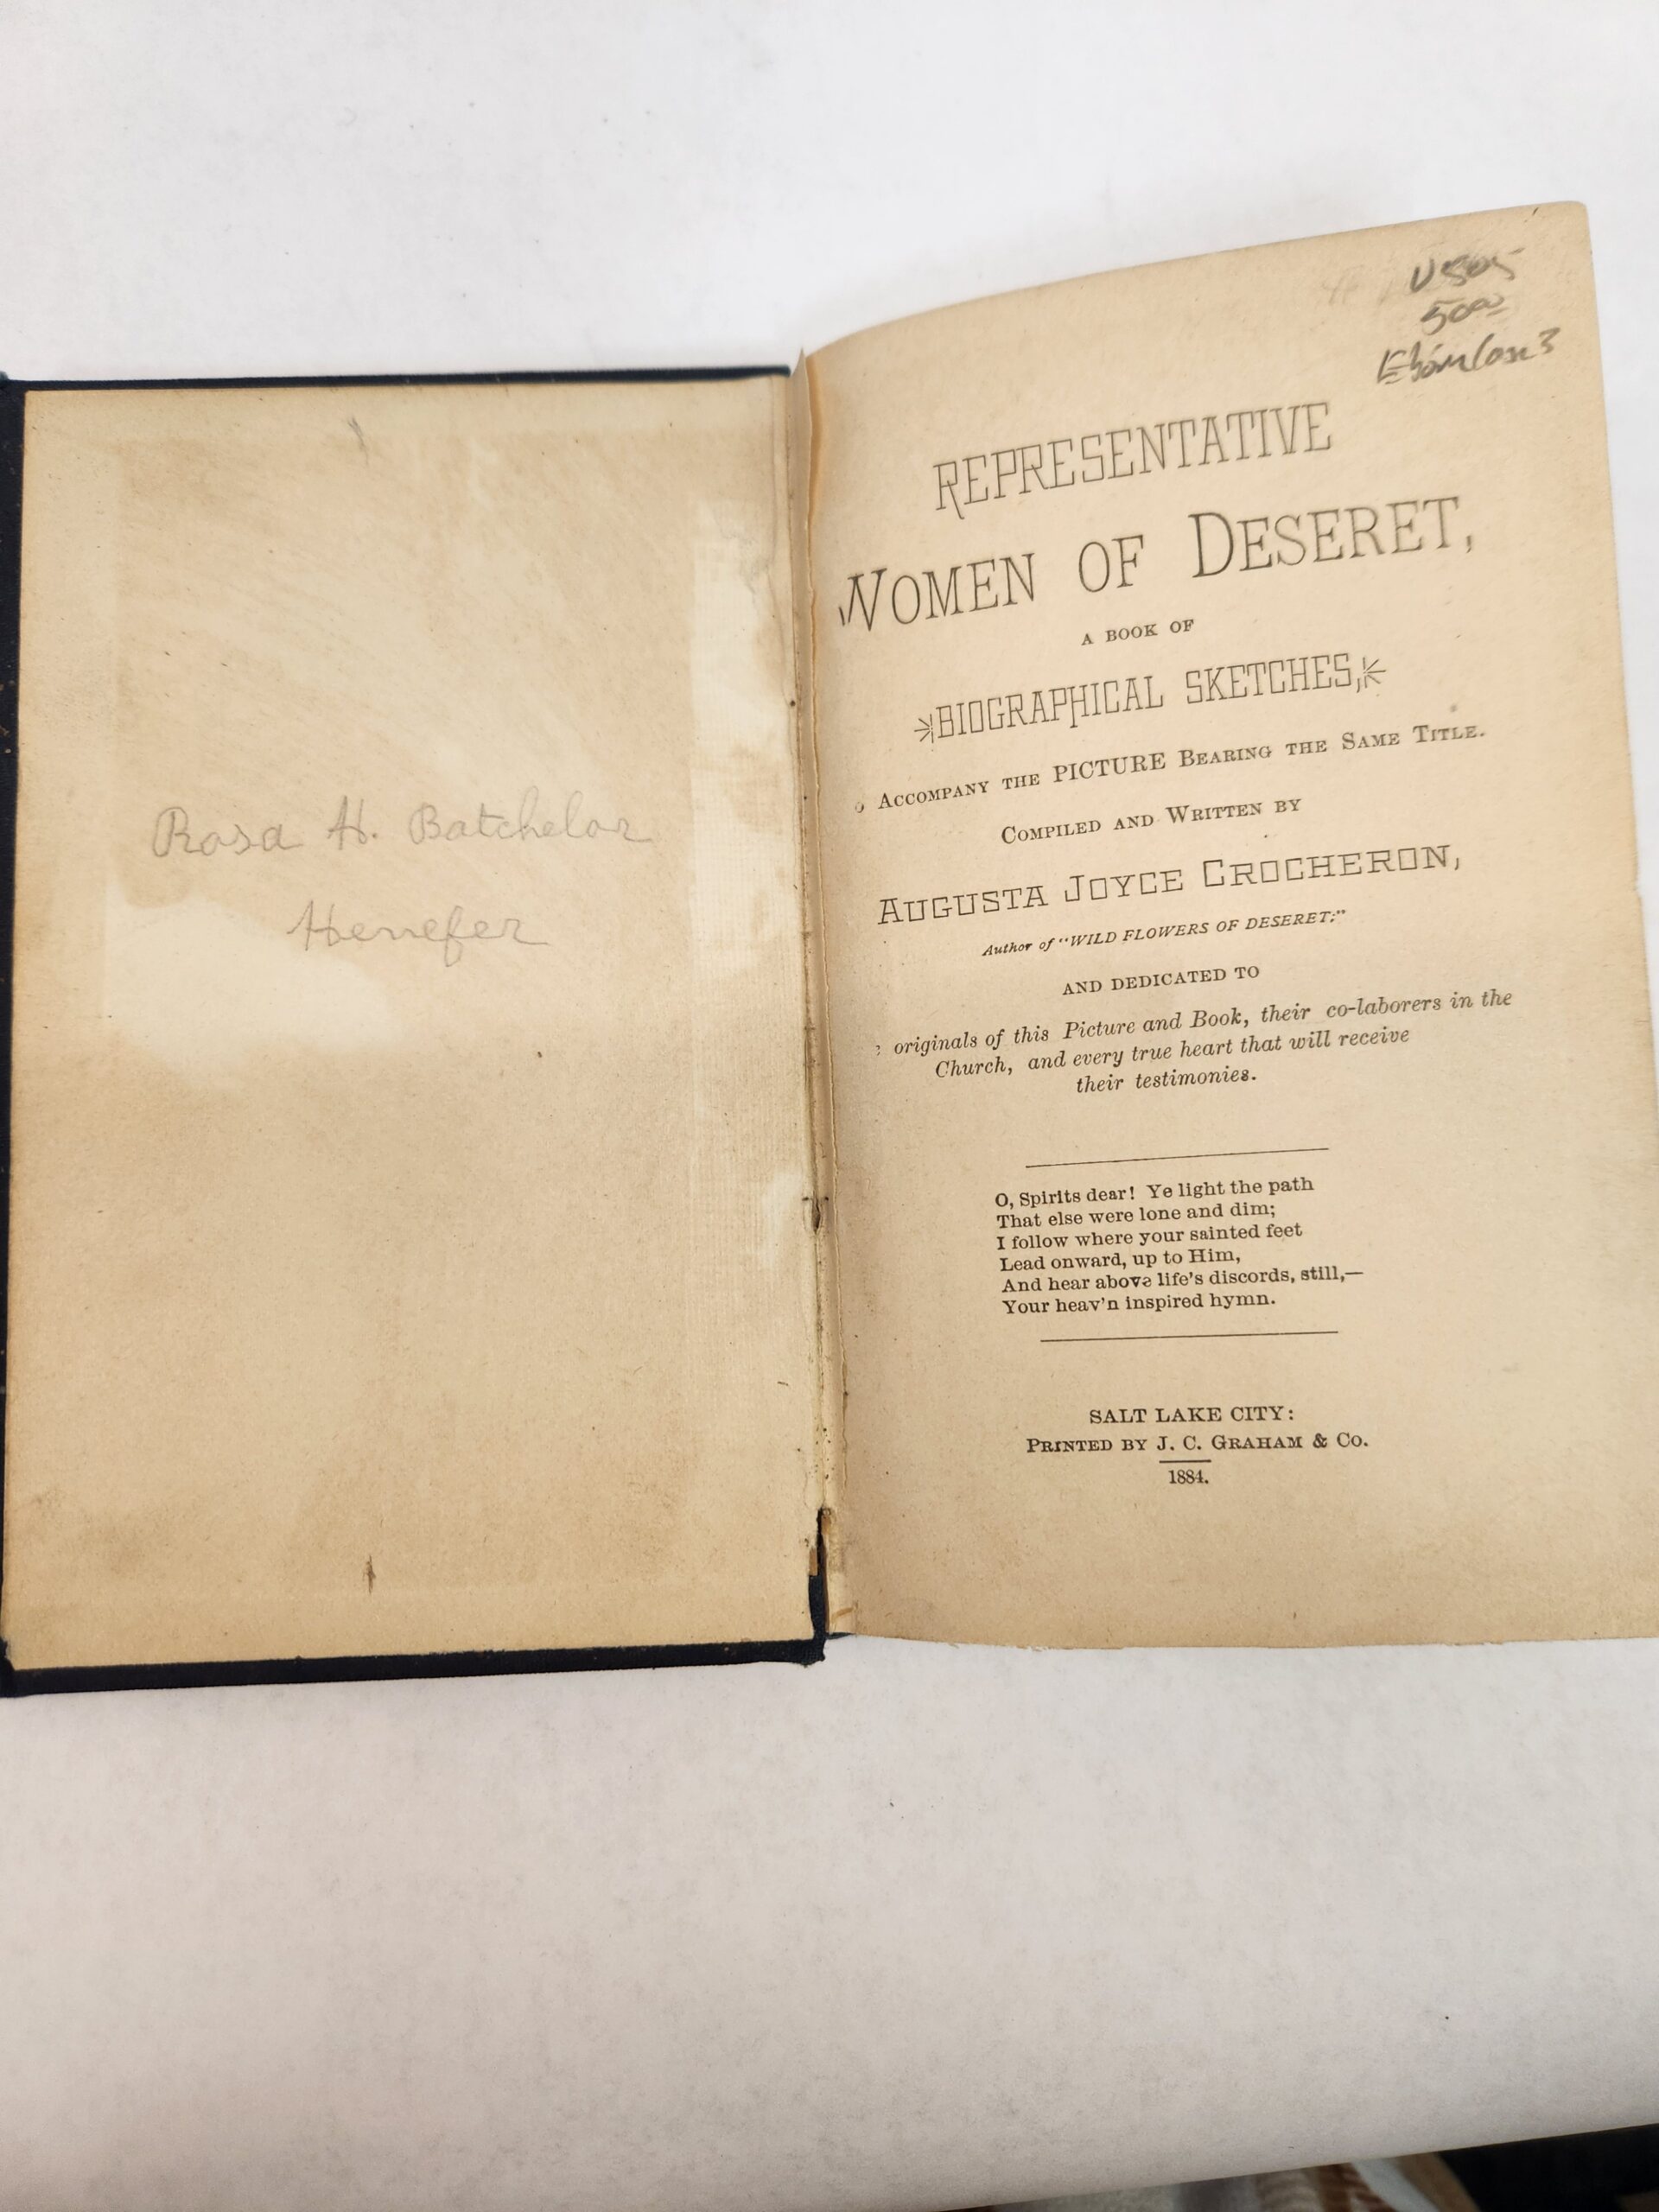 Rosa H. Batchelor
Henefer
REPRESENTATIVE
WOMEN OF DESERET,
A BOOK OF
BIOGRAPHICAL SKETCHES,
ACCOMPANY THE PICTURE BEARING THE SAME TITLE.
COMPILED AND WRITTEN BY
AUGUSTA JOYCE CROCHERON,
Author of "WILD FLOWERS OF DESERET;"
AND DEDICATED TO
originals of this Picture and Book, their co-laborers in the
Church, and every true heart that will receive
their testimonies.
O, Spirits dear! Ye light the path
That else were lone and dim;
I follow where your sainted feet
Lead onward, up to Him,
And hear above life's discords, still,—
Your heav'n inspired hymn.
SALT LAKE CITY:
PRINTED BY J. C. GRAHAM & CO.
1884.